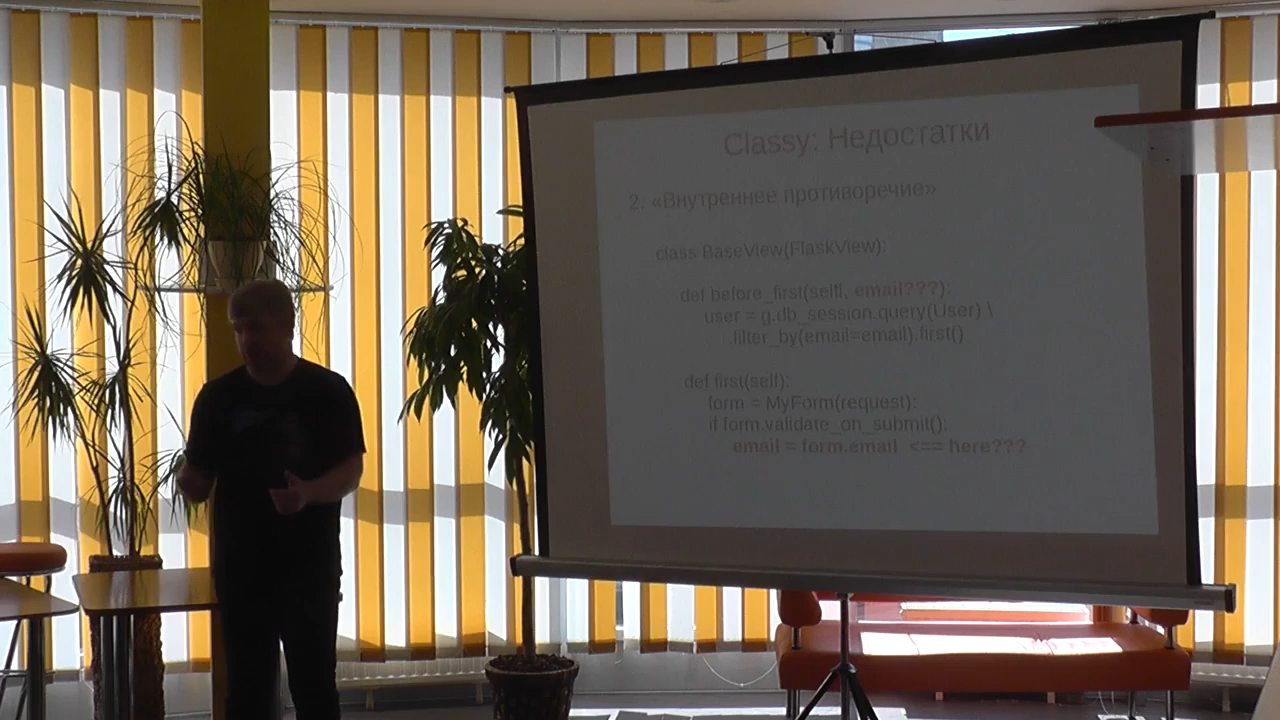 Classy: Недостатки
2. «Внутреннее противоречие»
class BaseView(FlaskView):
def before_first(self, email???):
user = g.db_session.query(User) \
.filter_by(email=email).first()
def first(self):
form = MyForm(request):
if form.validate_on_submit():
email = form.email <== here???